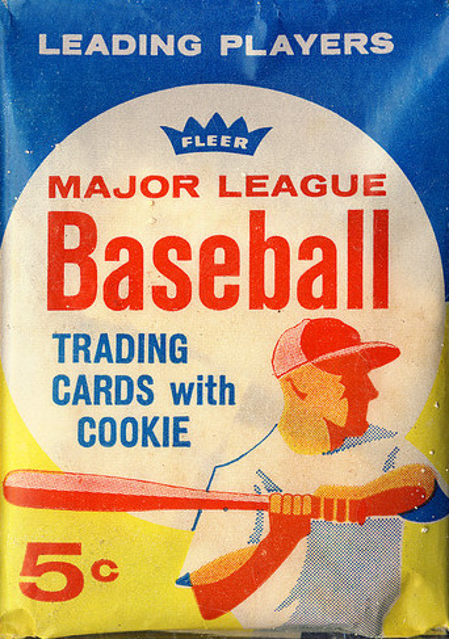 LEADING PLAYERS
FLEER
MAJOR LEAGUE
Baseball
TRADING
CARDS with
COOKIE
5c